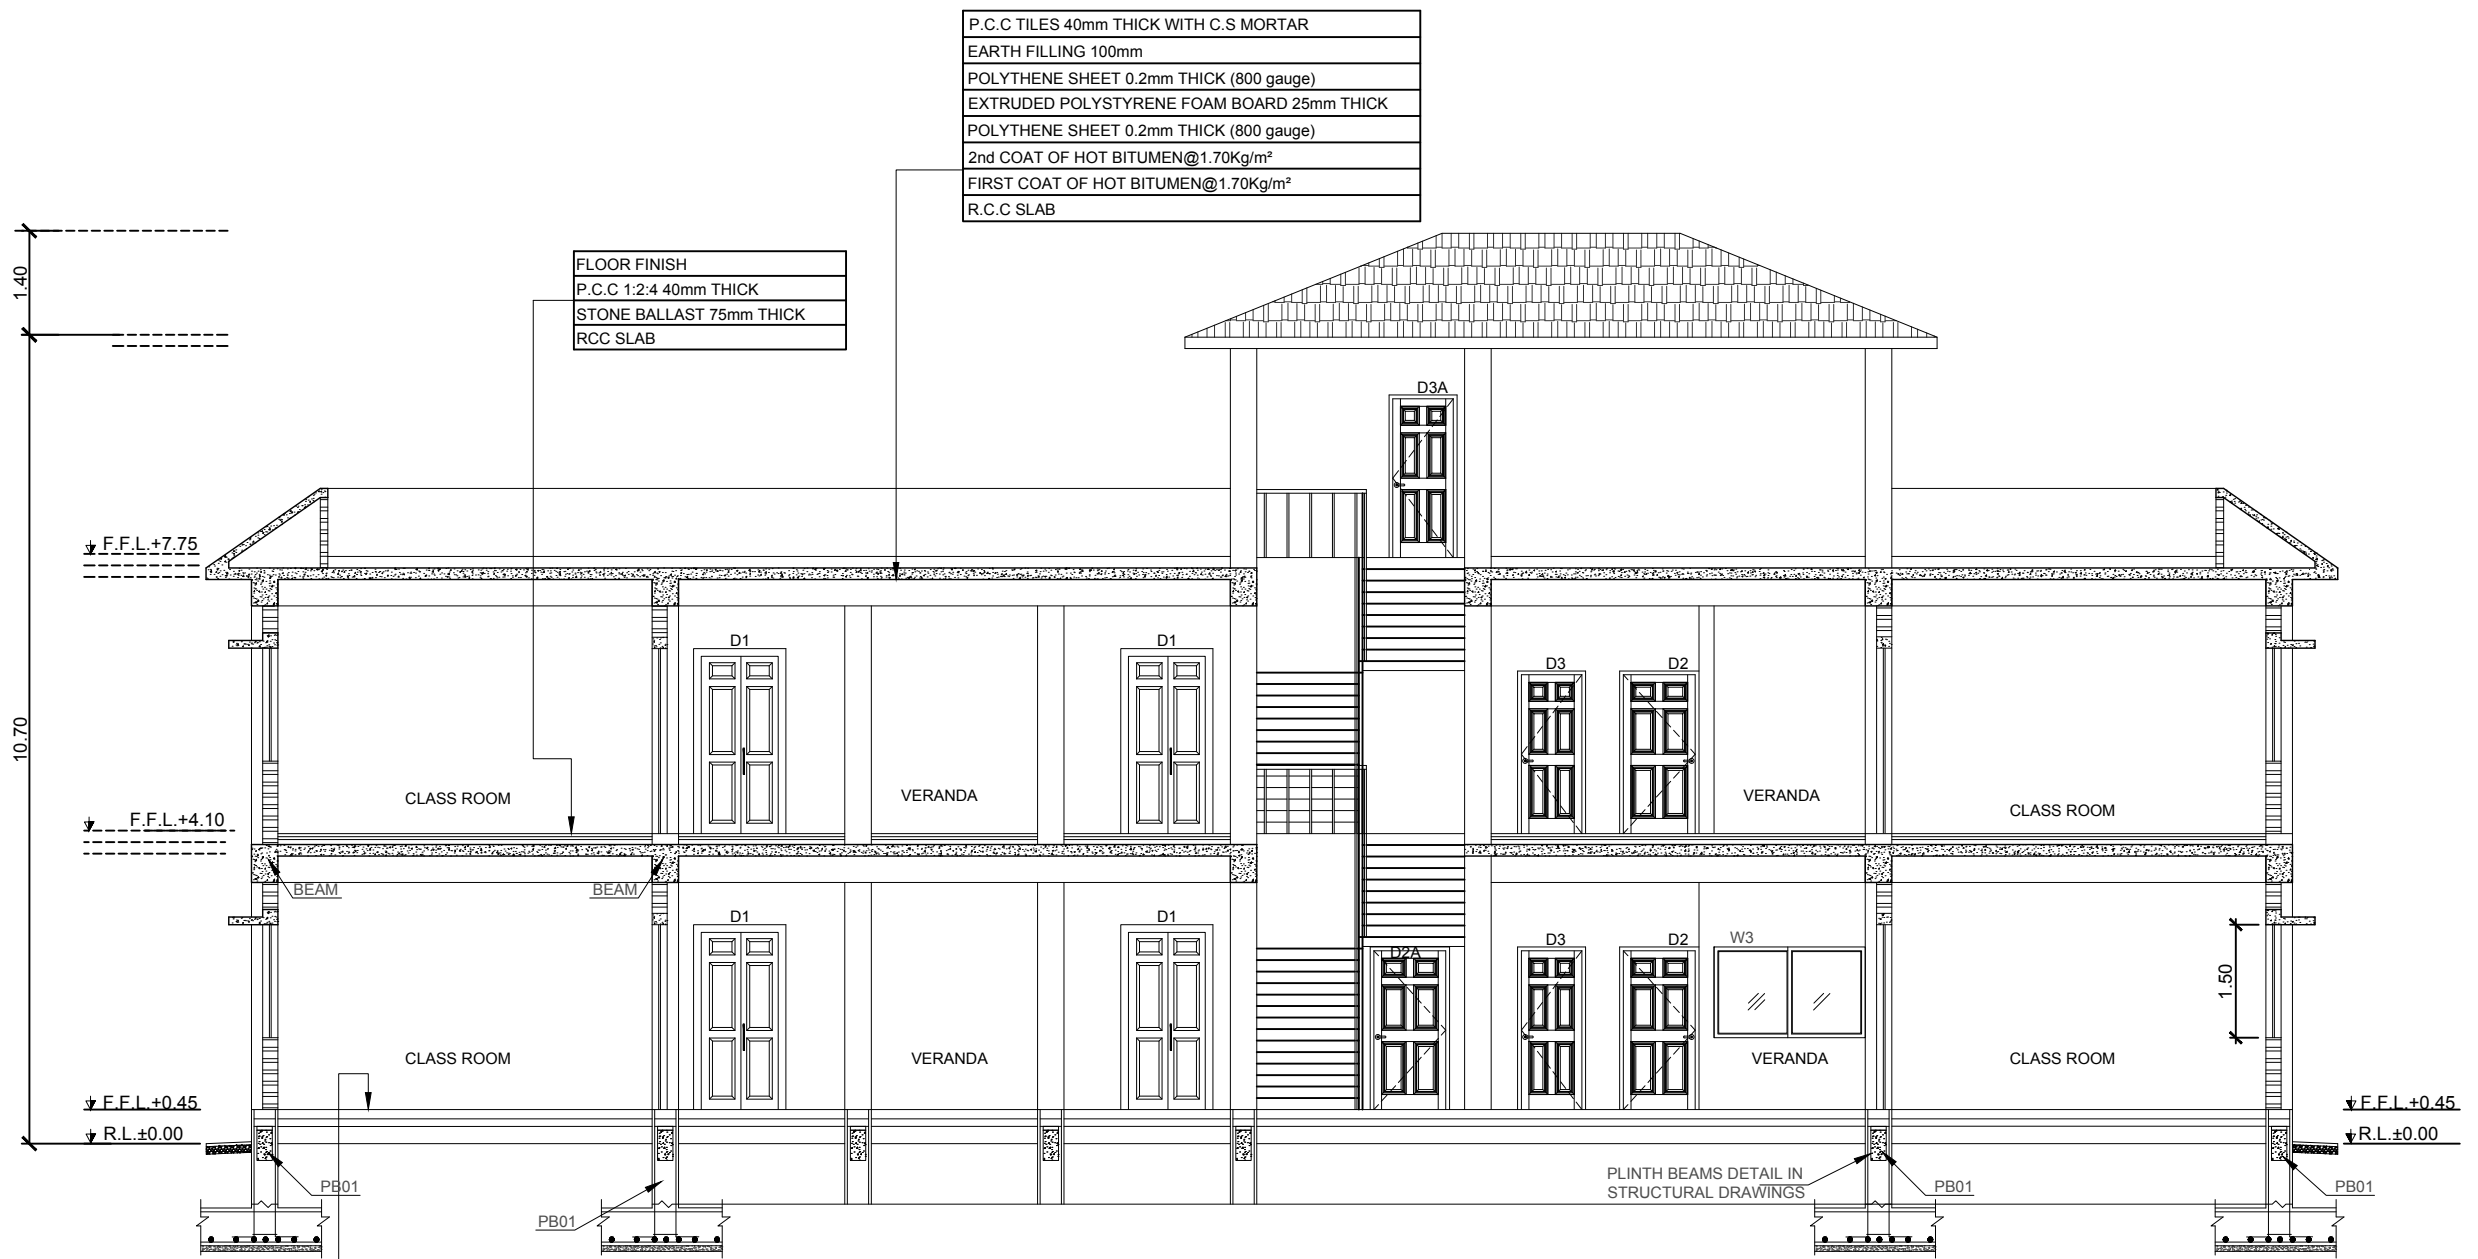 P.C.C TILES 40mm THICK WITH C.S MORTAR
EARTH FILLING 100mm
POLYTHENE SHEET 0.2mm THICK (800 gauge)
EXTRUDED POLYSTYRENE FOAM BOARD 25mm THICK
POLYTHENE SHEET 0.2mm THICK (800 gauge)
2nd COAT OF HOT BITUMEN@1.70Kg/m²
FIRST COAT OF HOT BITUMEN@1.70Kg/m²
R.C.C SLAB
FLOOR FINISH
P.C.C 1:2:4 40mm THICK
STONE BALLAST 75mm THICK
RCC SLAB
1.40
10.70
D3A
F.F.L.+7.75
D1
D1
D3
D2
CLASS ROOM
VERANDA
VERANDA
CLASS ROOM
F.F.L.+4.10
BEAM
BEAM
D1
D1
D2A
D3
D2
W3
1.50
CLASS ROOM
VERANDA
VERANDA
CLASS ROOM
F.F.L.+0.45
F.F.L.+0.45
R.L.±0.00
R.L.±0.00
PB01
PB01
PLINTH BEAMS DETAIL IN
STRUCTURAL DRAWINGS
PB01
PB01